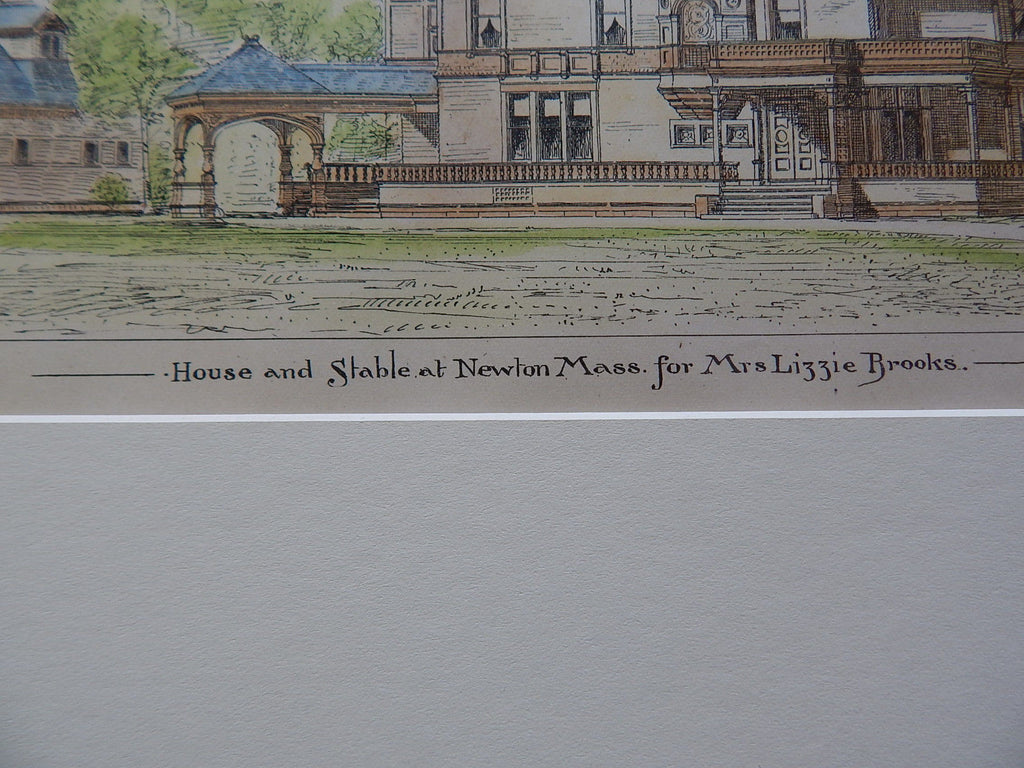 ·House and Stable. at Newton Mass. for Mrs Lizzie Brooks.